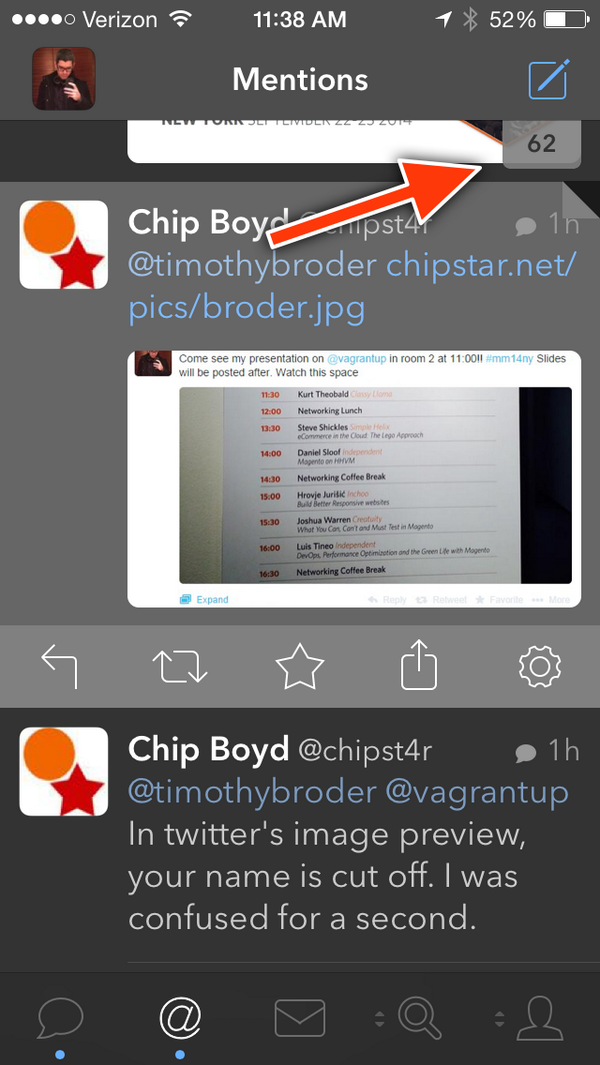 Verizon 11:38 AM 52%
Mentions
NEW YORK SEPTEMBER 22-23 2014
62
Chip Boyd @chipst4r 1h
@timothybroder chipstar.net/
pics/broder.jpg
Come see my presentation on @vagrantup in room 2 at 11:00!! #mm14ny Slides
will be posted after. Watch this space
11:30 Kurt Theobald Classy Llama
12:00 Networking Lunch
13:30 Steve Shickles Simple Helix
eCommerce in the Cloud: The Lego Approach
14:00 Daniel Sloof Independent
Magento on HHVM
14:30 Networking Coffee Break
15:00 Hrvoje Jurišić Inchoo
Build Better Responsive websites
15:30 Joshua Warren Creatuity
What You Can, Can't and Must Test in Magento
16:00 Luis Tineo Independent
DevOps, Performance Optimization and the Green Life with Magento
16:30 Networking Coffee Break
Expand Reply Retweet Favorite More
Chip Boyd @chipst4r 1h
@timothybroder @vagrantup
In twitter's image preview,
your name is cut off. I was
confused for a second.
@